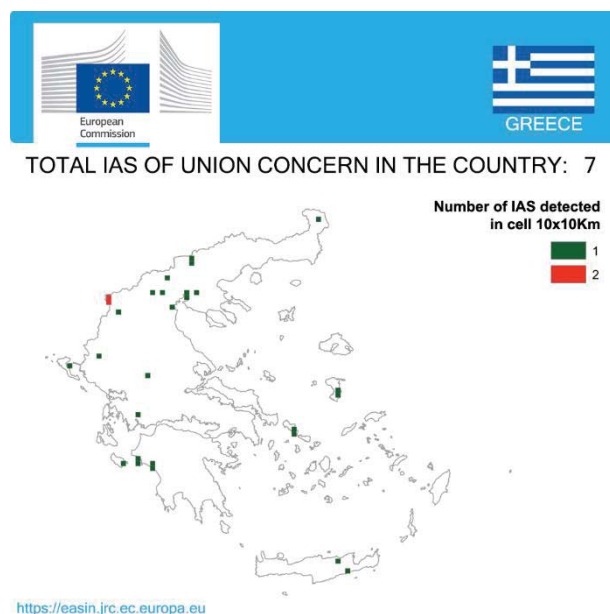 European
Commission
GREECE
TOTAL IAS OF UNION CONCERN IN THE COUNTRY: 7
Number of IAS detected
in cell 10x10Km
1
2
https://easin.jrc.ec.europa.eu